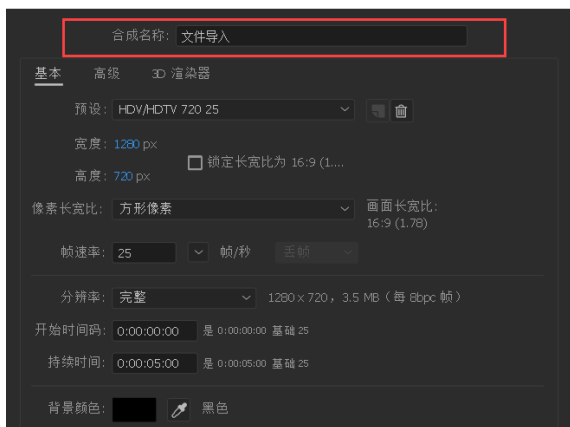 合成名称: 文件导入
基本 高级 3D 渲染器
预设: HDV/HDTV 720 25
宽度: 1280 px
锁定长宽比为 16:9 (1....
高度: 720 px
像素长宽比: 方形像素
画面长宽比:
16:9 (1.78)
帧速率: 25 帧/秒 丢帧
分辨率: 完整 1280 x 720，3.5 MB（每 8bpc 帧）
开始时间码: 0:00:00:00 是 0:00:00:00 基础 25
持续时间: 0:00:05:00 是 0:00:05:00 基础 25
背景颜色: 黑色